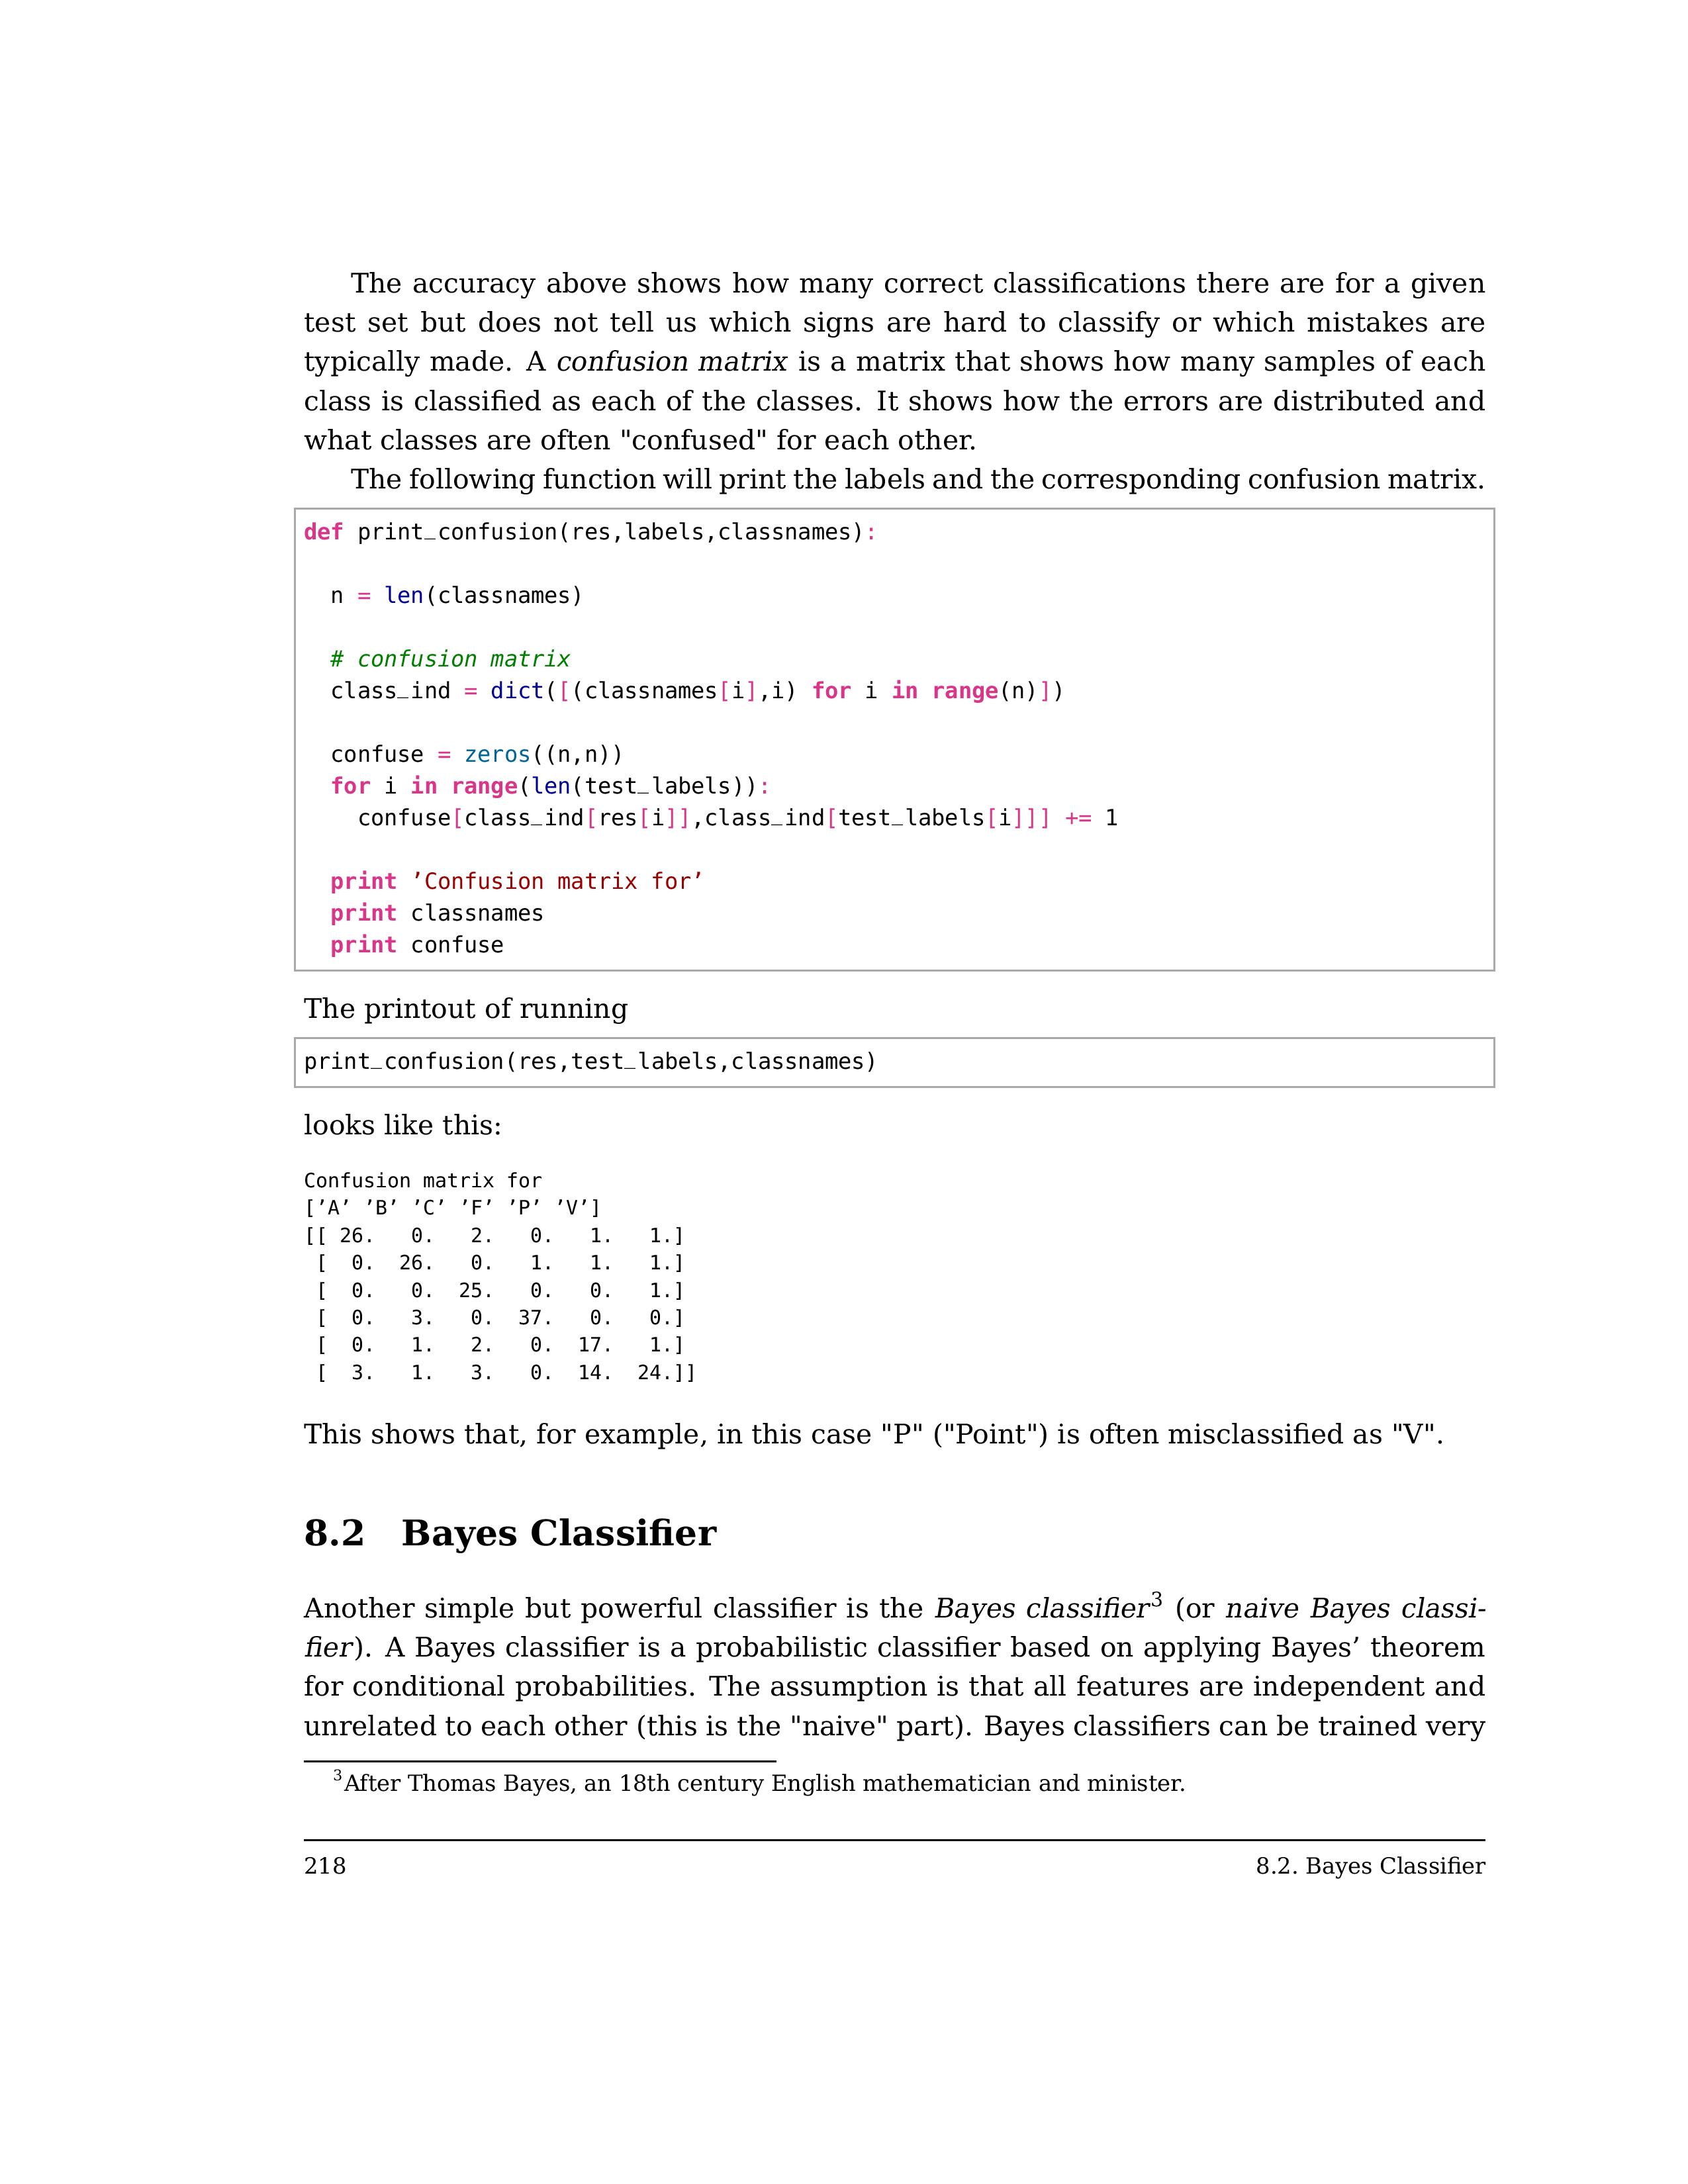 The accuracy above shows how many correct classifications there are for a given
test set but does not tell us which signs are hard to classify or which mistakes are
typically made. A confusion matrix is a matrix that shows how many samples of each
class is classified as each of the classes. It shows how the errors are distributed and
what classes are often "confused" for each other.
The following function will print the labels and the corresponding confusion matrix.
def print_confusion(res,labels,classnames):
  n = len(classnames)
  # confusion matrix
  class_ind = dict([(classnames[i],i) for i in range(n)])
  confuse = zeros((n,n))
  for i in range(len(test_labels)):
    confuse[class_ind[res[i]],class_ind[test_labels[i]]] += 1
  print ’Confusion matrix for’
  print classnames
  print confuse
The printout of running
print_confusion(res,test_labels,classnames)
looks like this:
Confusion matrix for
[’A’ ’B’ ’C’ ’F’ ’P’ ’V’]
[[ 26.   0.   2.   0.   1.   1.]
 [  0.  26.   0.   1.   1.   1.]
 [  0.   0.  25.   0.   0.   1.]
 [  0.   3.   0.  37.   0.   0.]
 [  0.   1.   2.   0.  17.   1.]
 [  3.   1.   3.   0.  14.  24.]]
This shows that, for example, in this case "P" ("Point") is often misclassified as "V".
8.2 Bayes Classifier
Another simple but powerful classifier is the Bayes classifier3 (or naive Bayes classi-
fier). A Bayes classifier is a probabilistic classifier based on applying Bayes’ theorem
for conditional probabilities. The assumption is that all features are independent and
unrelated to each other (this is the "naive" part). Bayes classifiers can be trained very
3After Thomas Bayes, an 18th century English mathematician and minister.
218 8.2. Bayes Classifier